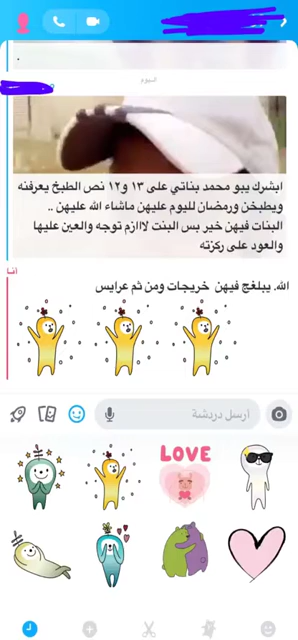 .
اليوم
ابشرك يبو محمد بناتي على ١٣ و١٢ نص الطبخ يعرفنه
ويطبخن ورمضان لليوم عليهن ماشاء الله عليهن ..
البنات فيهن خير بس البنت لاازم توجه والعين عليها
والعود على ركزته
أنا
الله. يبلغج فيهن خريجات ومن ثم عرايس
أرسل دردشة
LOVE